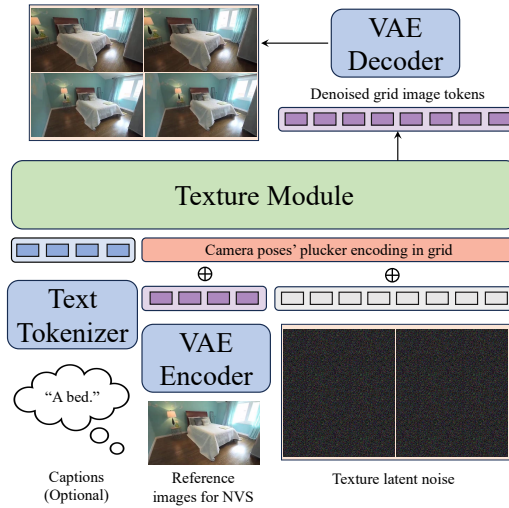 VAE
Decoder
Denoised grid image tokens
Texture Module
Camera poses’ plucker encoding in grid
Text
Tokenizer
VAE
Encoder
“A bed.”
Captions
(Optional)
Reference
images for NVS
Texture latent noise